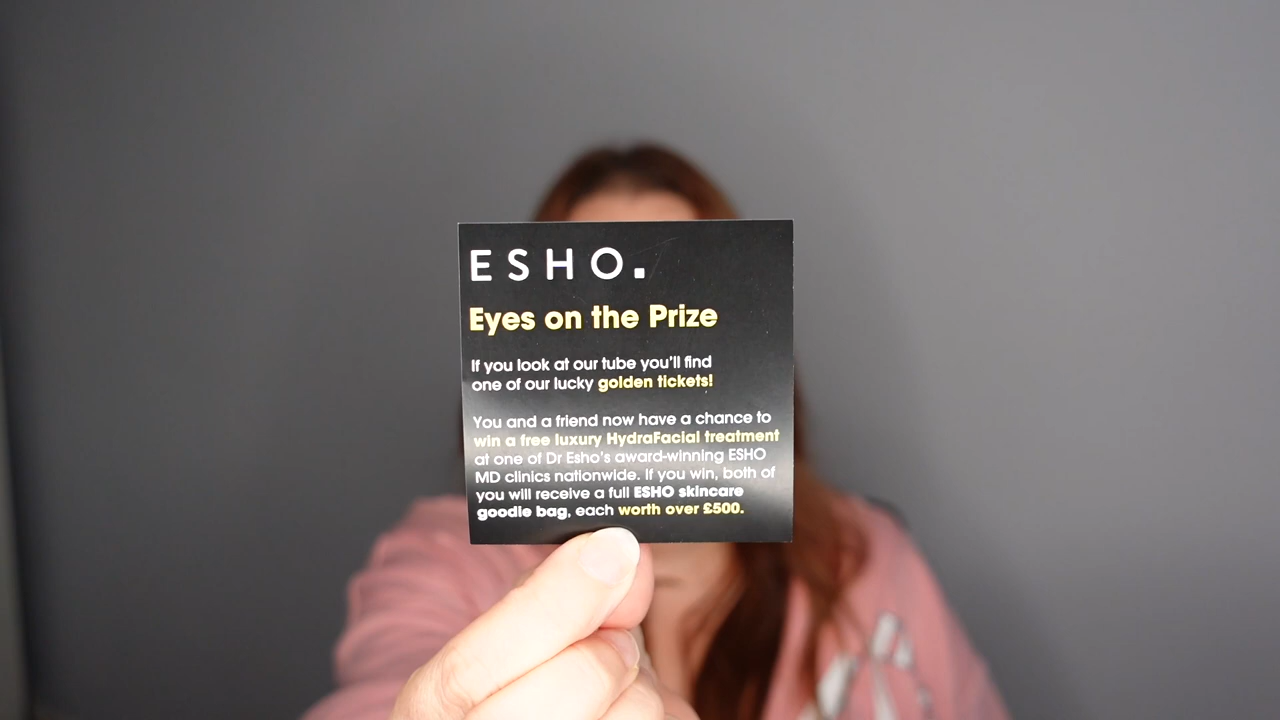 ESHO.
Eyes on the Prize
If you look at our tube you'll find
one of our lucky golden tickets!
You and a friend now have a chance to
win a free luxury HydraFacial treatment
at one of Dr Esho's award-winning ESHO
MD clinics nationwide. If you win, both of
you will receive a full ESHO skincare
goodie bag, each worth over £500.